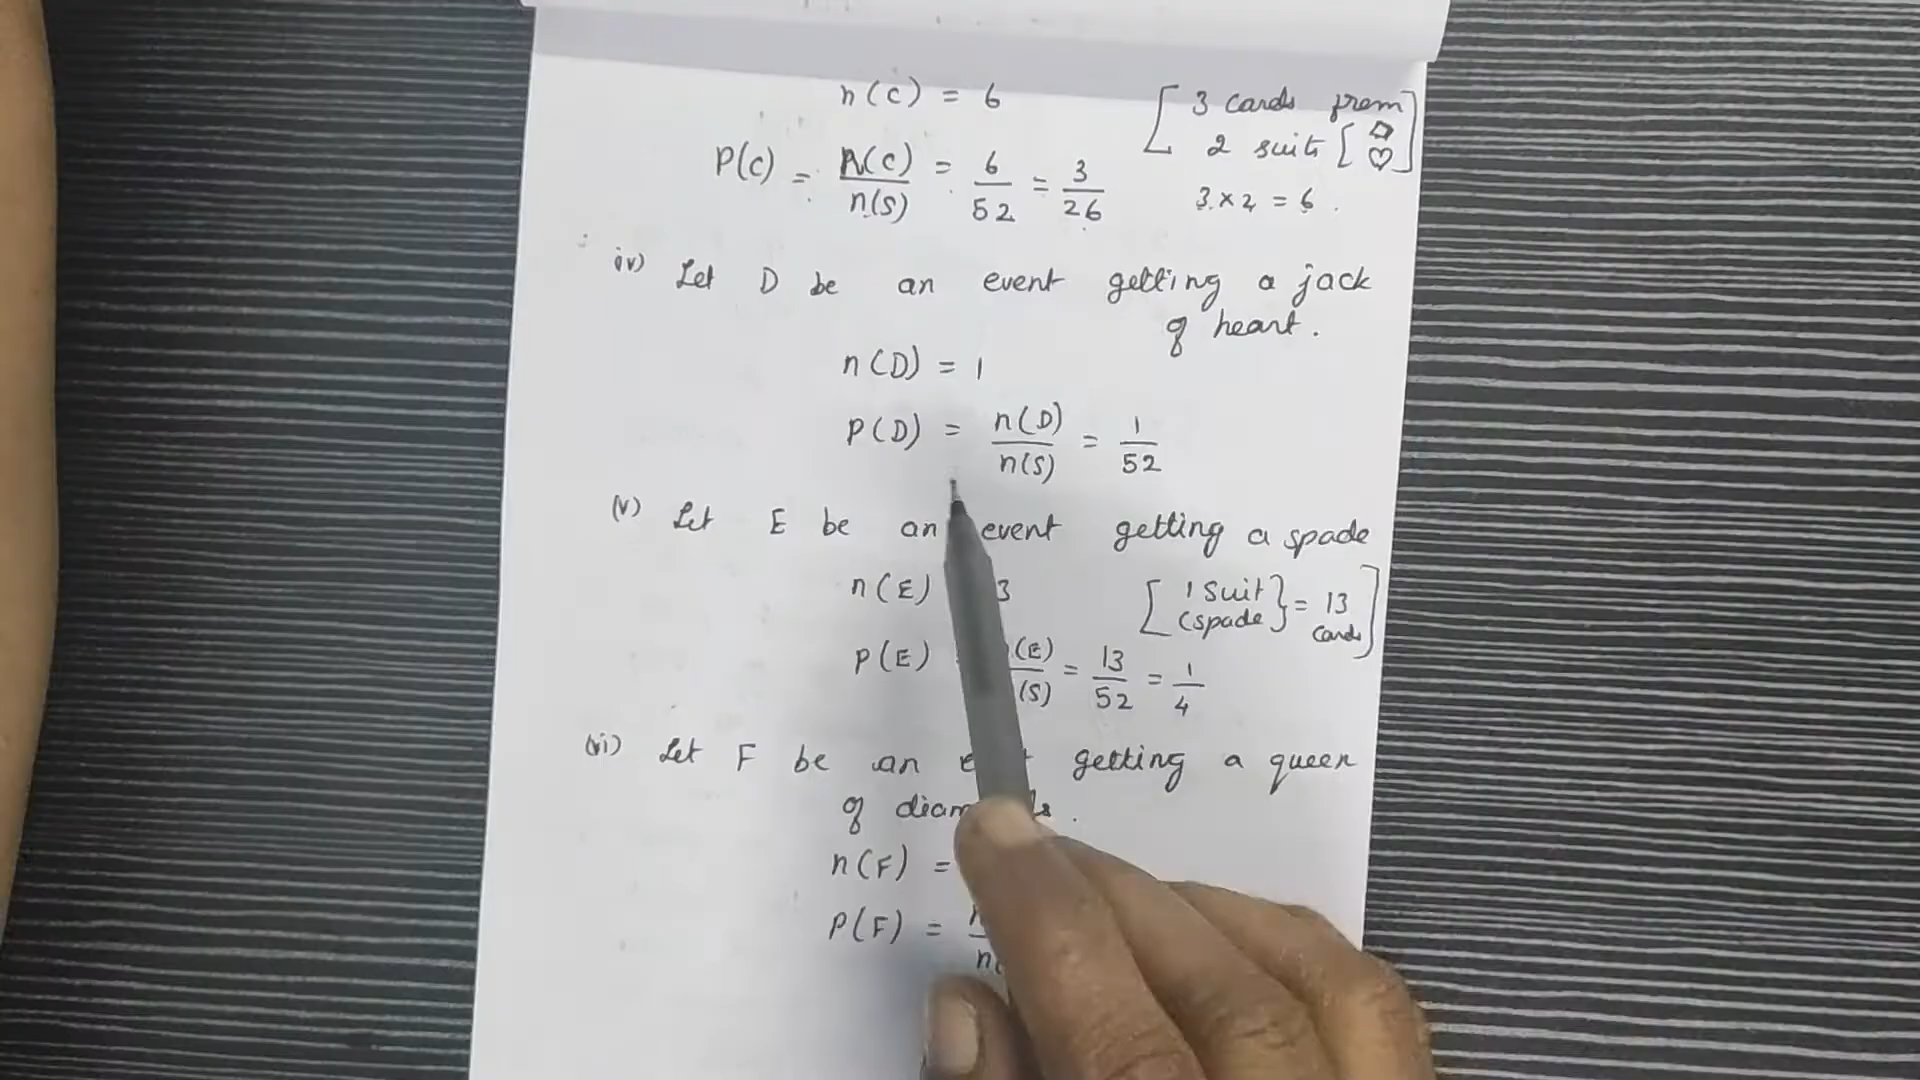 n(C) = 6
[ 3 cards from
2 suits [ ◇ ♡ ]
P(C) = n(C)/n(S) = 6/52 = 3/26
3 x 2 = 6.
iv) Let D be an event getting a jack
of heart.
n(D) = 1
P(D) = n(D)/n(S) = 1/52
(v) Let E be an event getting a spade
n(E) 3
[ 1 suit (spade } = 13 cards ]
P(E) (E)/(S) = 13/52 = 1/4
(vi) Let F be an getting a queen
of
n(F) =
P(F) =